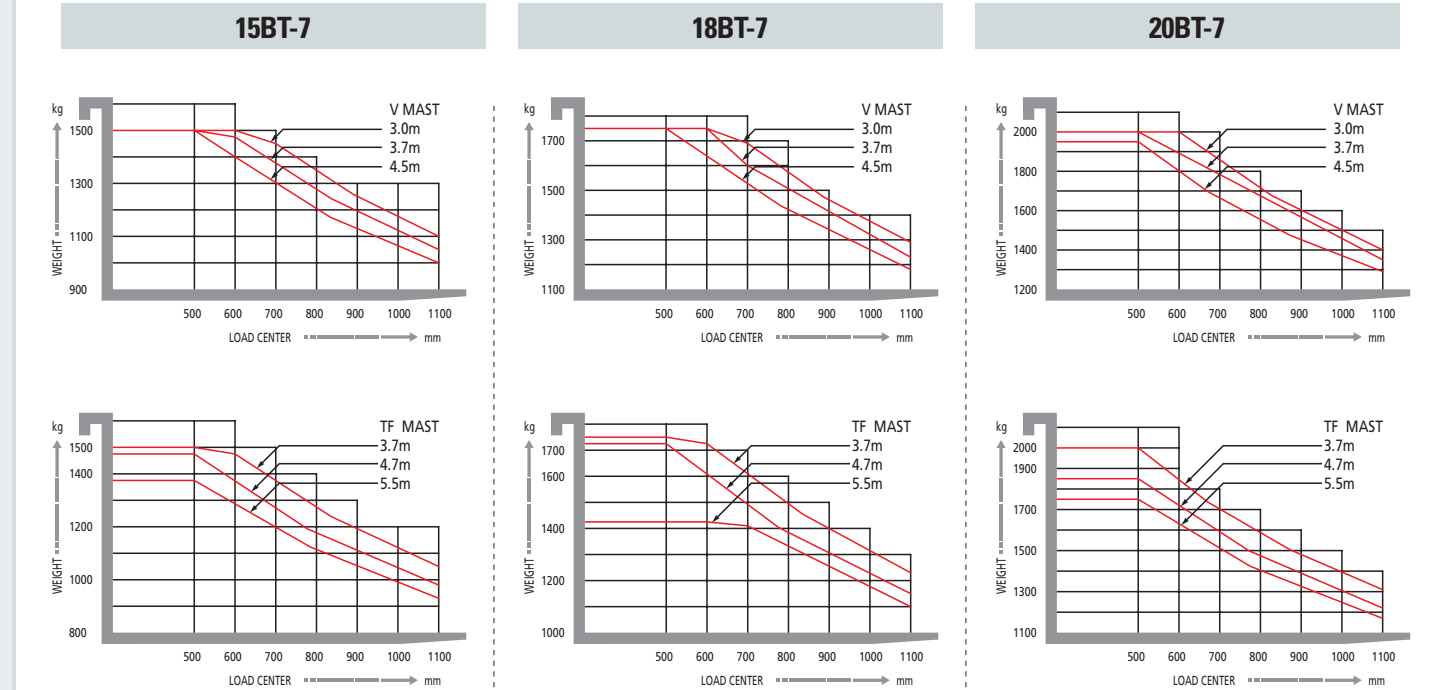 15BT-7
18BT-7
20BT-7
kg
V MAST
3.0m
3.7m
4.5m
1500
1300
1100
900
WEIGHT
500 600 700 800 900 1000 1100
LOAD CENTER mm
kg
V MAST
3.0m
3.7m
4.5m
1700
1500
1300
1100
WEIGHT
500 600 700 800 900 1000 1100
LOAD CENTER mm
kg
V MAST
3.0m
3.7m
4.5m
2000
1800
1600
1400
1200
WEIGHT
500 600 700 800 900 1000 1100
LOAD CENTER mm
kg
TF MAST
3.7m
4.7m
5.5m
1500
1400
1200
1000
800
WEIGHT
500 600 700 800 900 1000 1100
LOAD CENTER mm
kg
TF MAST
3.7m
4.7m
5.5m
1700
1600
1400
1200
1000
WEIGHT
500 600 700 800 900 1000 1100
LOAD CENTER mm
kg
TF MAST
3.7m
4.7m
5.5m
2000
1900
1700
1500
1300
1100
WEIGHT
500 600 700 800 900 1000 1100
LOAD CENTER mm